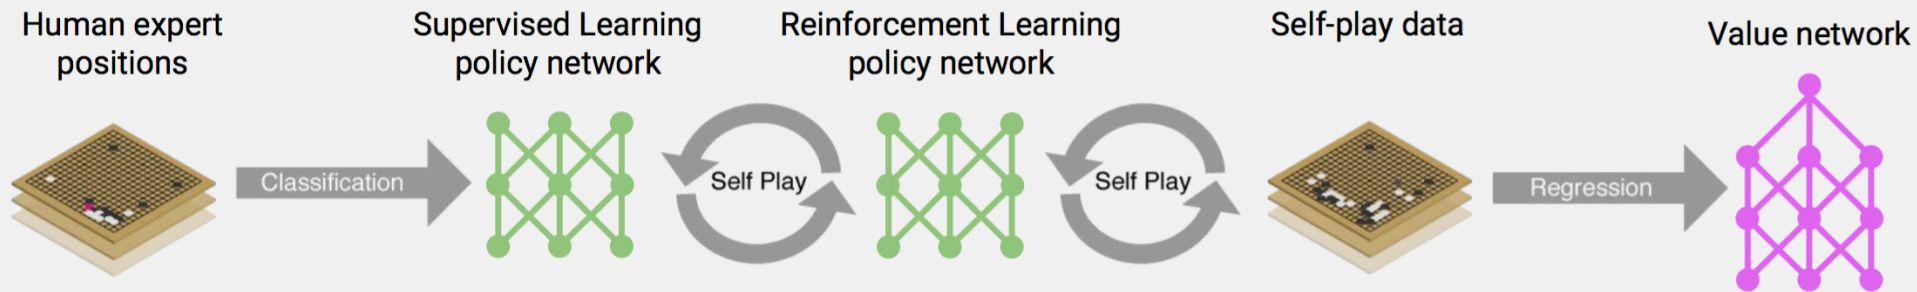 Human expert
positions
Supervised Learning
policy network
Reinforcement Learning
policy network
Self-play data
Value network
Classification
Self Play
Self Play
Regression